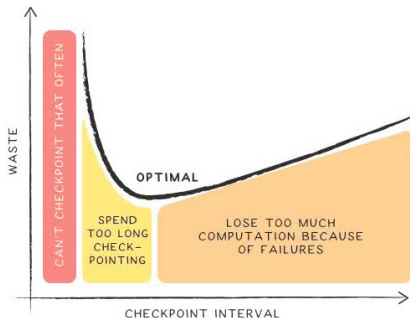 WASTE
CAN'T CHECKPOINT THAT OFTEN
OPTIMAL
SPEND
TOO LONG
CHECK-
POINTING
LOSE TOO MUCH
COMPUTATION BECAUSE
OF FAILURES
CHECKPOINT INTERVAL